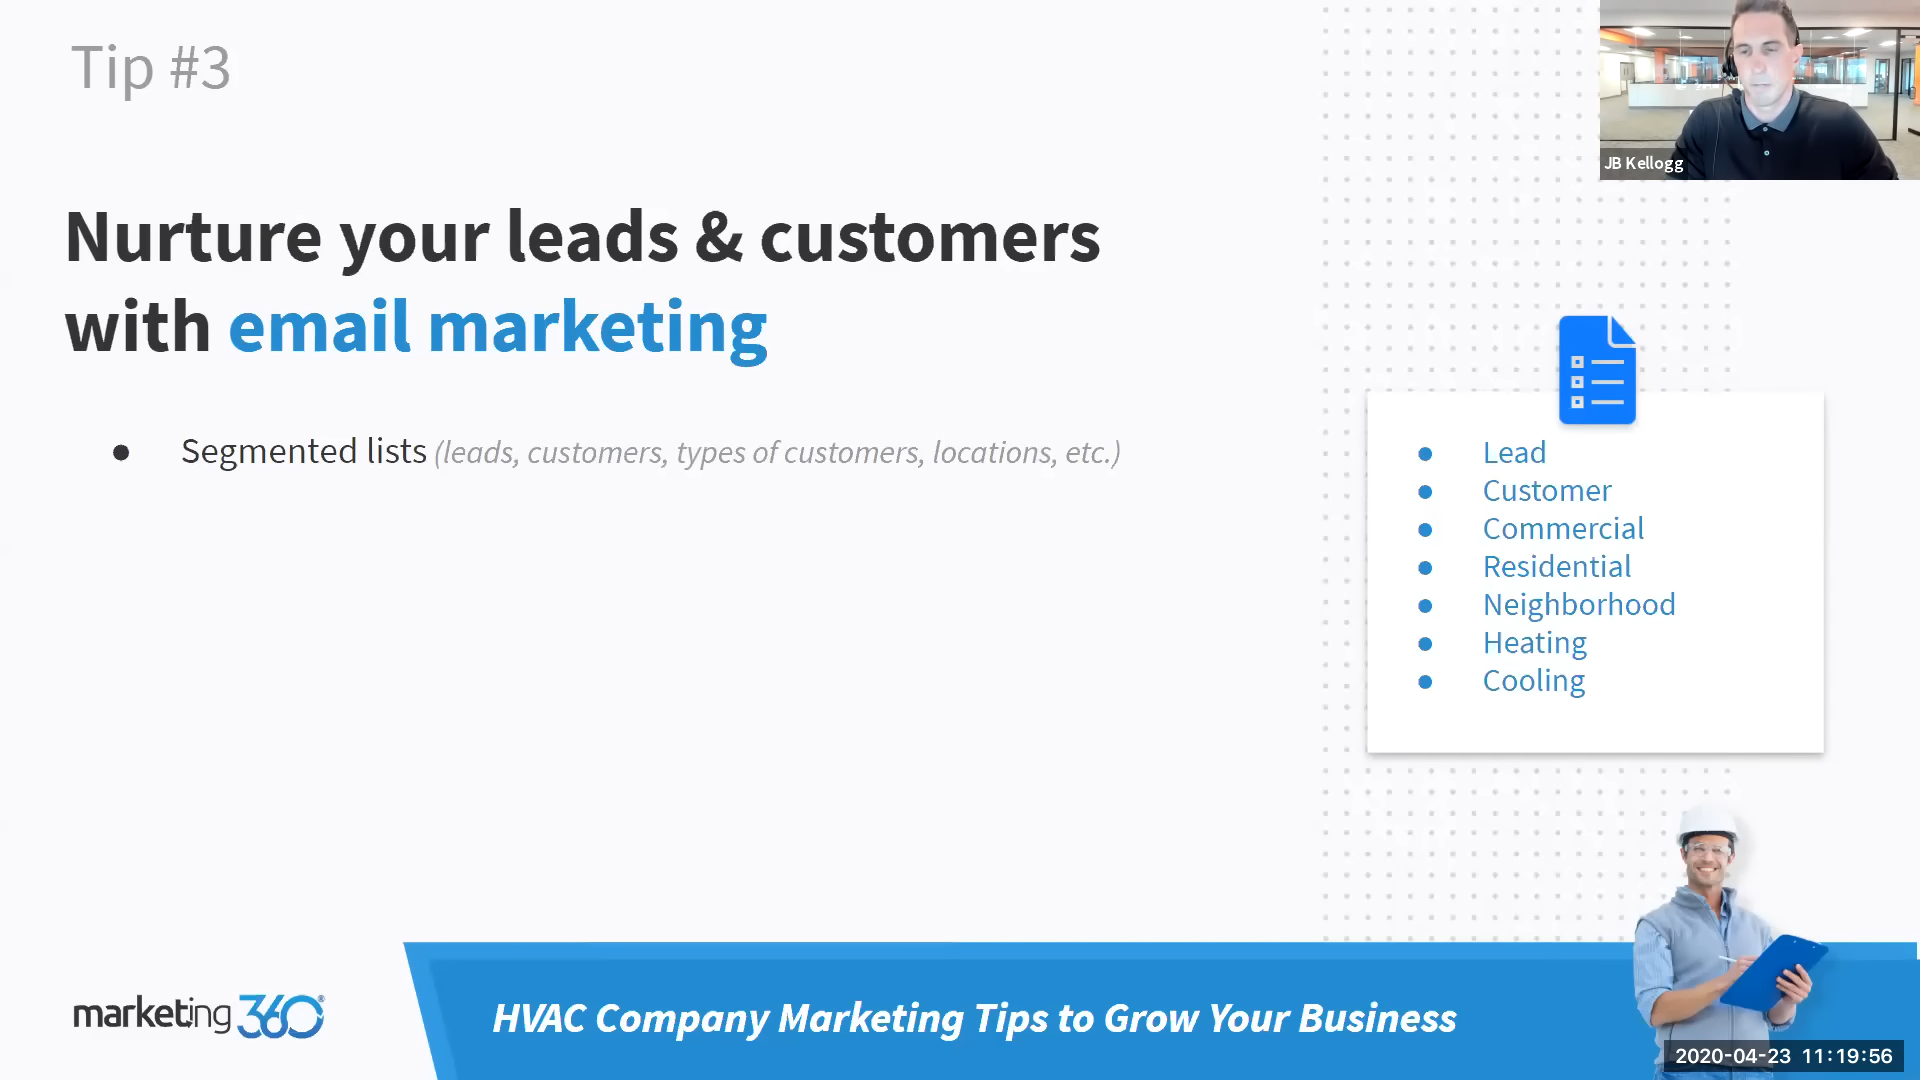 Tip #3
JB Kellogg
Nurture your leads & customers
with email marketing
● Segmented lists (leads, customers, types of customers, locations, etc.)
● Lead
● Customer
● Commercial
● Residential
● Neighborhood
● Heating
● Cooling
marketing 360®
HVAC Company Marketing Tips to Grow Your Business
2020-04-23 11:19:56